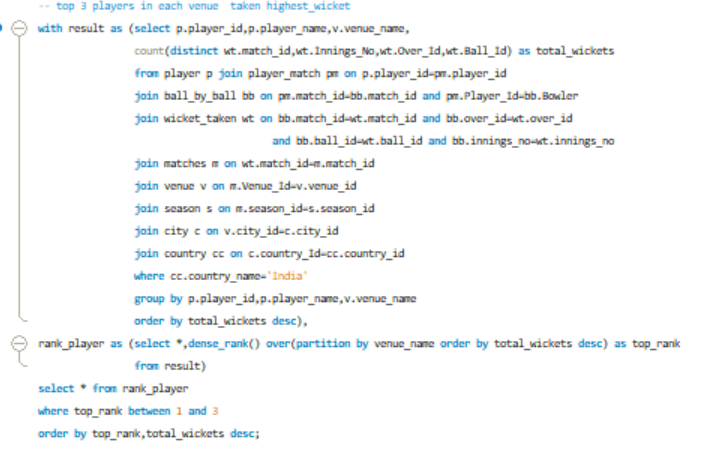 -- top 3 players in each venue  taken highest_wicket
with result as (select p.player_id,p.player_name,v.venue_name,
count(distinct wt.match_id,wt.Innings_No,wt.Over_Id,wt.Ball_Id) as total_wickets
from player p join player_match pm on p.player_id=pm.player_id
join ball_by_ball bb on pm.match_id=bb.match_id and pm.Player_Id=bb.Bowler
join wicket_taken wt on bb.match_id=wt.match_id and bb.over_id=wt.over_id
and bb.ball_id=wt.ball_id and bb.innings_no=wt.innings_no
join matches m on wt.match_id=m.match_id
join venue v on m.Venue_Id=v.venue_id
join season s on m.season_id=s.season_id
join city c on v.city_id=c.city_id
join country cc on c.country_Id=cc.country_id
where cc.country_name='India'
group by p.player_id,p.player_name,v.venue_name
order by total_wickets desc),
rank_player as (select *,dense_rank() over(partition by venue_name order by total_wickets desc) as top_rank
from result)
select * from rank_player
where top_rank between 1 and 3
order by top_rank,total_wickets desc;